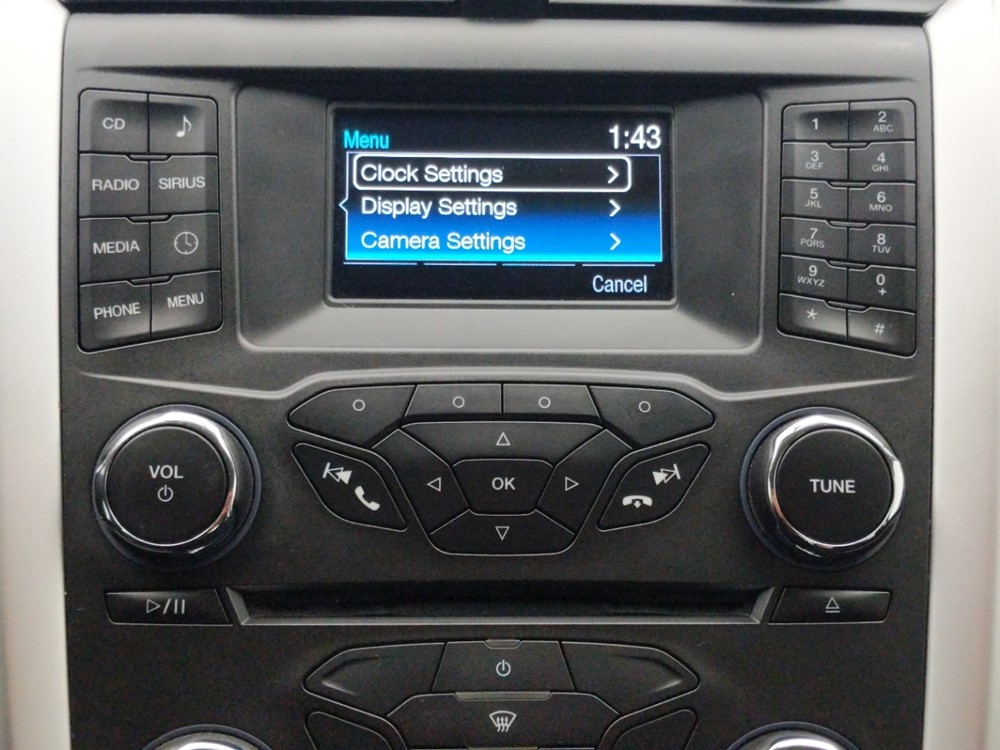 CD
RADIO SIRIUS
MEDIA
PHONE MENU
Menu 1:43
Clock Settings >
Display Settings >
Camera Settings >
Cancel
1 2 ABC
3 DEF 4 GHI
5 JKL 6 MNO
7 PQRS 8 TUV
9 WXYZ 0 +
* #
VOL
OK
TUNE